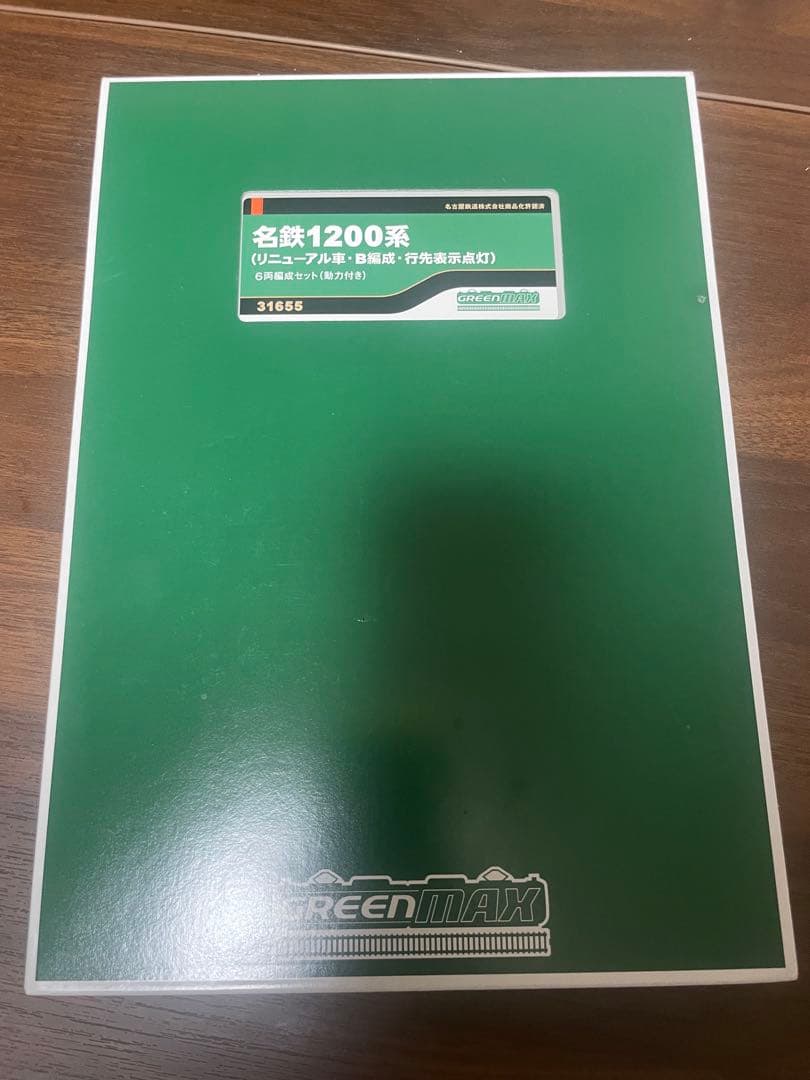 名古屋鉄道株式会社商品化許諾済
名鉄1200系
(リニューアル車・B編成・行先表示点灯)
6両編成セット(動力付き)
31655
GREENMAX
GREENMAX